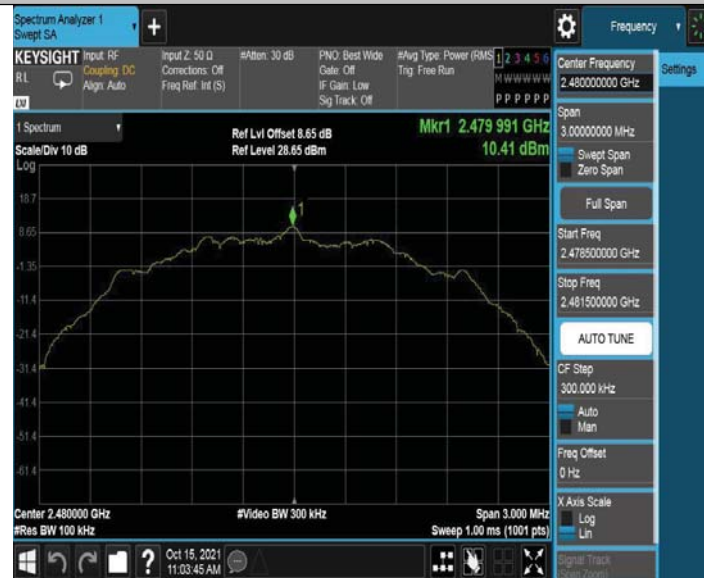 Spectrum Analyzer 1
Swept SA
Frequency
KEYSIGHT
RL
LXI
Input: RF
Coupling: DC
Align: Auto
Input Z: 50 Ω
Corrections: Off
Freq Ref: Int (S)
#Atten: 30 dB
PNO: Best Wide
Gate: Off
IF Gain: Low
Sig Track: Off
#Avg Type: Power (RMS
Trig: Free Run
1 2 3 4 5 6
M W W W W W
P P P P P P
Center Frequency
2.480000000 GHz
Settings
Span
3.00000000 MHz
Swept Span
Zero Span
Full Span
Start Freq
2.478500000 GHz
Stop Freq
2.481500000 GHz
AUTO TUNE
CF Step
300.000 kHz
Auto
Man
Freq Offset
0 Hz
X Axis Scale
Log
Lin
Signal Track
(Span Zoom)
1 Spectrum
Scale/Div 10 dB
Log
Ref Lvl Offset 8.65 dB
Ref Level 28.65 dBm
Mkr1 2.479 991 GHz
10.41 dBm
1
18.7
8.65
-1.35
-11.4
-21.4
-31.4
-41.4
-51.4
-61.4
Center 2.480000 GHz
#Res BW 100 kHz
#Video BW 300 kHz
Span 3.000 MHz
Sweep 1.00 ms (1001 pts)
?
Oct 15, 2021
11:03:45 AM